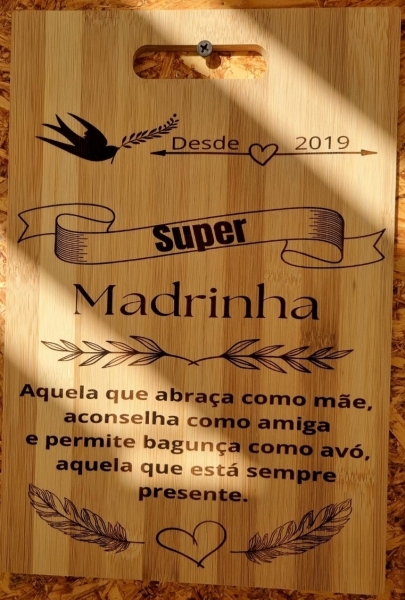 Desde 2019
Super
Madrinha
Aquela que abraça como mãe,
aconselha como amiga
e permite bagunça como avó,
aquela que está sempre
presente.